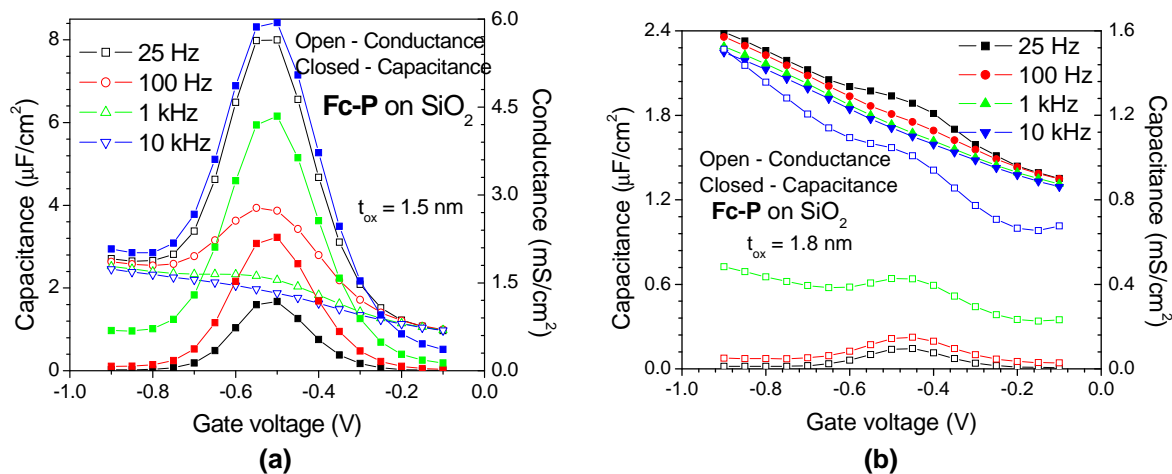 25 Hz
100 Hz
1 kHz
10 kHz
Open - Conductance
Closed - Capacitance
Fc-P on SiO2
tox = 1.5 nm
Capacitance (μF/cm2)
Conductance (mS/cm2)
8
6
4
2
0
6.0
4.5
3.0
1.5
0.0
-1.0 -0.8 -0.6 -0.4 -0.2 0.0
Gate voltage (V)
(a)
25 Hz
100 Hz
1 kHz
10 kHz
Open - Conductance
Closed - Capacitance
Fc-P on SiO2
tox = 1.8 nm
Capacitance (μF/cm2)
Capacitance (mS/cm2)
2.4
1.8
1.2
0.6
0.0
1.6
1.2
0.8
0.4
0.0
-1.0 -0.8 -0.6 -0.4 -0.2 0.0
Gate voltage (V)
(b)